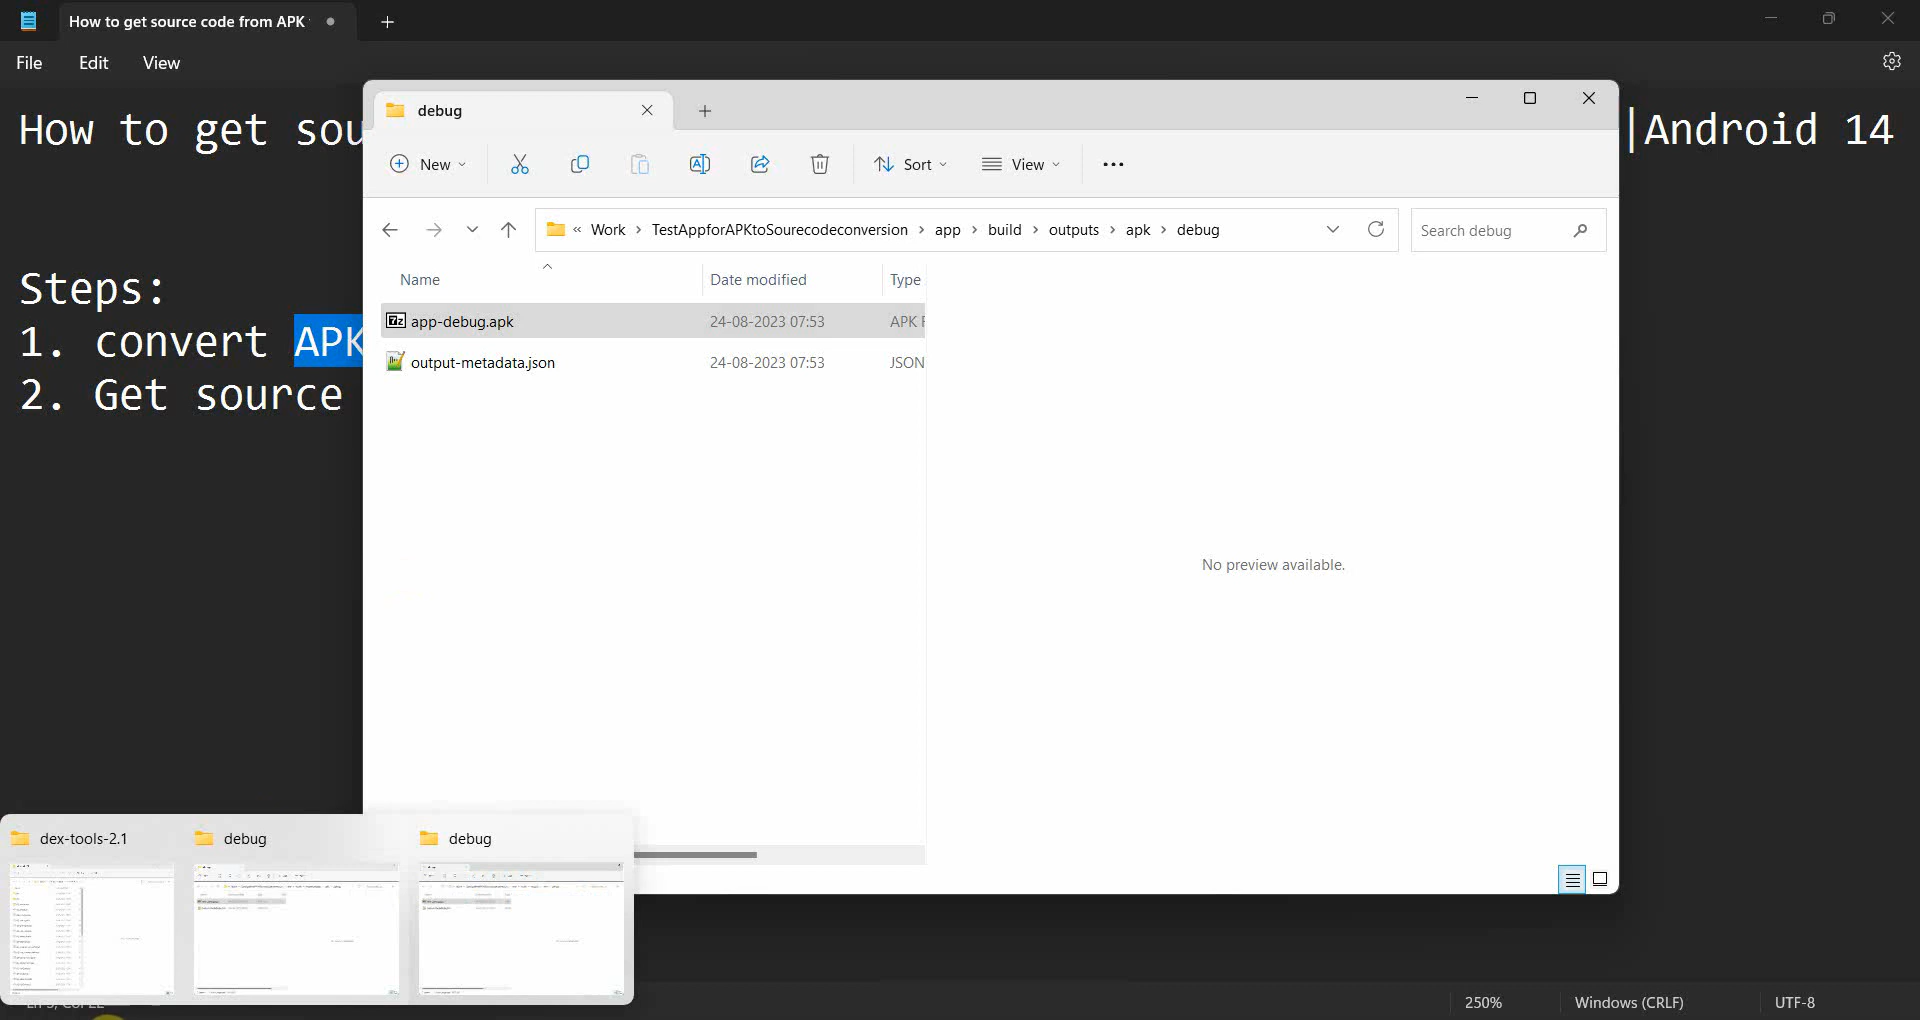 How to get source code from APK
File Edit View
How to get sou
|Android 14
Steps:
1. convert APK
2. Get source
debug
New Sort View
« Work > TestAppforAPKtoSourecodeconversion > app > build > outputs > apk > debug
Search debug
Name Date modified Type
app-debug.apk 24-08-2023 07:53 APK F
output-metadata.json 24-08-2023 07:53 JSON
No preview available.
dex-tools-2.1 debug debug
250% Windows (CRLF) UTF-8